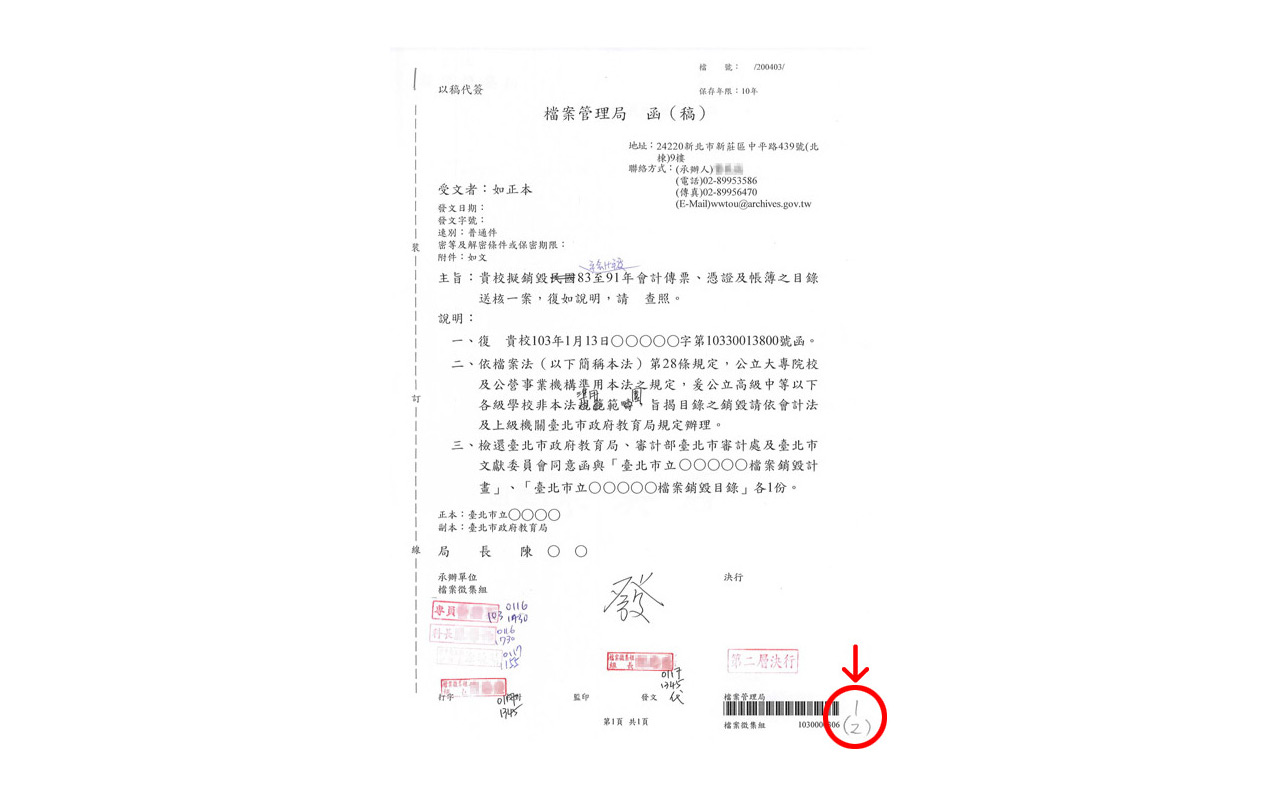 檔　　號：　/200403/
保存年限：10年
以稿代簽
檔案管理局　函（稿）
地址：24220新北市新莊區中平路439號(北
棟)9樓
聯絡方式：(承辦人)
(電話)02-89953586
(傳真)02-89956470
(E-Mail)wwtou@archives.gov.tw
受文者：如正本
發文日期：
發文字號：
速別：普通件
密等及解密條件或保密期限：
附件：如文
主旨：貴校擬銷毀民國83至91年會計傳票、憑證及帳簿之目錄
送核一案，復如說明，請　查照。
說明：
一、復　貴校103年1月13日○○○○○字第10330013800號函。
二、依檔案法（以下簡稱本法）第28條規定，公立大專院校
及公營事業機構準用本法之規定，爰公立高級中等以下
準用　圍
各級學校非本法規範範疇，旨揭目錄之銷毀請依會計法
及上級機關臺北市政府教育局規定辦理。
三、檢還臺北市政府教育局、審計部臺北市審計處及臺北市
文獻委員會同意函與「臺北市立○○○○○檔案銷毀計
畫」、「臺北市立○○○○○檔案銷毀目錄」各1份。
正本：臺北市立○○○○
副本：臺北市政府教育局
局　長　陳　○　○
裝
訂
線
承辦單位
檔案徵集組
決行
發
專員
103 0116
1730
科長
0116
1730
0117
1155
檔案徵集組
組長
0117
1345
代
第二層決行
1345
監印
發文
檔案管理局
檔案徵集組
第1頁 共1頁
1
(2)